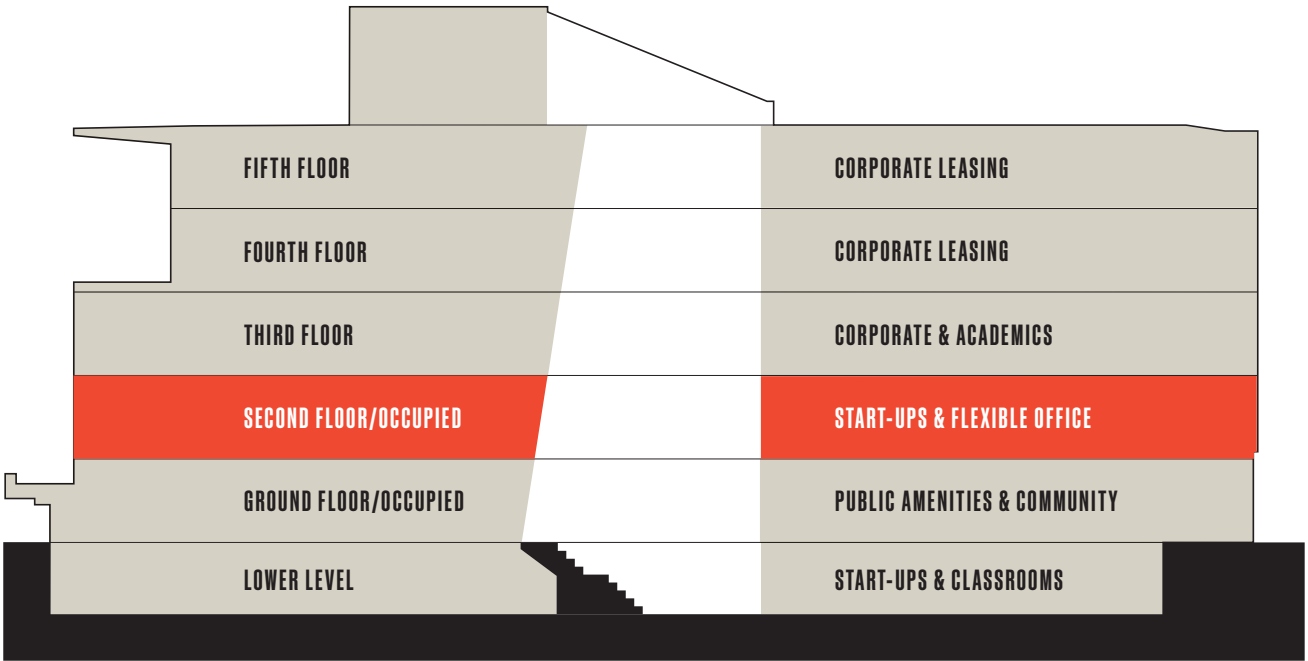 FIFTH FLOOR
CORPORATE LEASING
FOURTH FLOOR
CORPORATE LEASING
THIRD FLOOR
CORPORATE & ACADEMICS
SECOND FLOOR/OCCUPIED
START-UPS & FLEXIBLE OFFICE
GROUND FLOOR/OCCUPIED
PUBLIC AMENITIES & COMMUNITY
LOWER LEVEL
START-UPS & CLASSROOMS